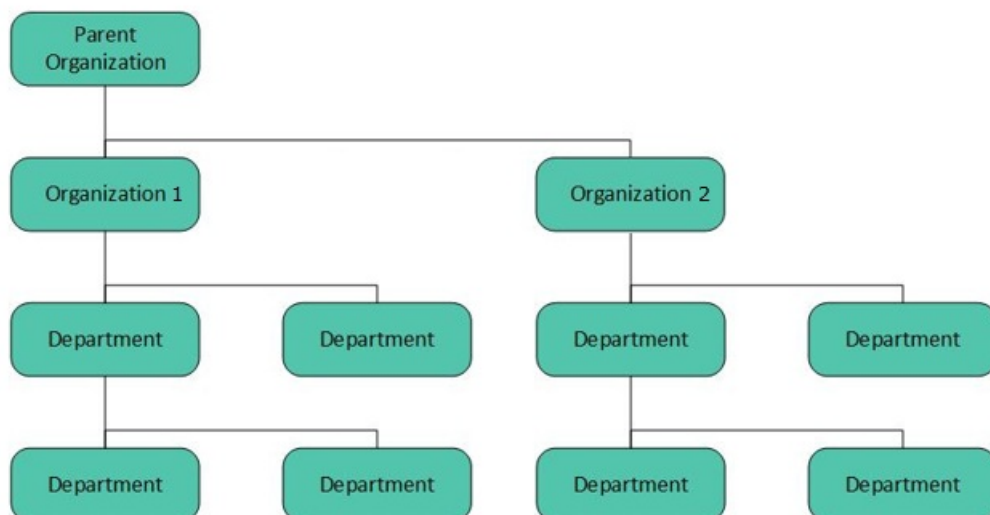 Parent
Organization
Organization 1
Organization 2
Department
Department
Department
Department
Department
Department
Department
Department